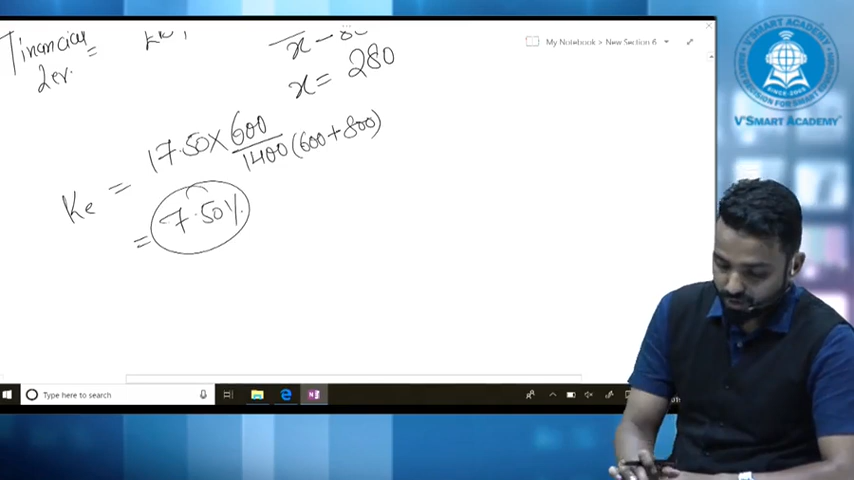 Financial
Lev. =
x - 80
x = 280
Ke = 17.50 × 600 / 1400 (600 + 800)
= 7.50%
My Notebook > New Section 6
V'SMART ACADEMY
SINCE-2005
V'SMART ACADEMY
Type here to search